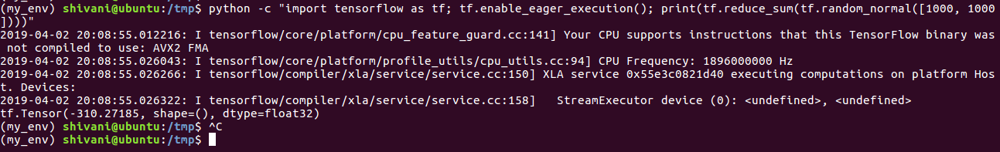 (my_env) shivani@ubuntu:/tmp$ python -c "import tensorflow as tf; tf.enable_eager_execution(); print(tf.reduce_sum(tf.random_normal([1000, 1000
])))"
2019-04-02 20:08:55.012216: I tensorflow/core/platform/cpu_feature_guard.cc:141] Your CPU supports instructions that this TensorFlow binary was
 not compiled to use: AVX2 FMA
2019-04-02 20:08:55.026043: I tensorflow/core/platform/profile_utils/cpu_utils.cc:94] CPU Frequency: 1896000000 Hz
2019-04-02 20:08:55.026266: I tensorflow/compiler/xla/service/service.cc:150] XLA service 0x55e3c0821d40 executing computations on platform Hos
t. Devices:
2019-04-02 20:08:55.026322: I tensorflow/compiler/xla/service/service.cc:158]   StreamExecutor device (0): <undefined>, <undefined>
tf.Tensor(-310.27185, shape=(), dtype=float32)
(my_env) shivani@ubuntu:/tmp$ ^C
(my_env) shivani@ubuntu:/tmp$